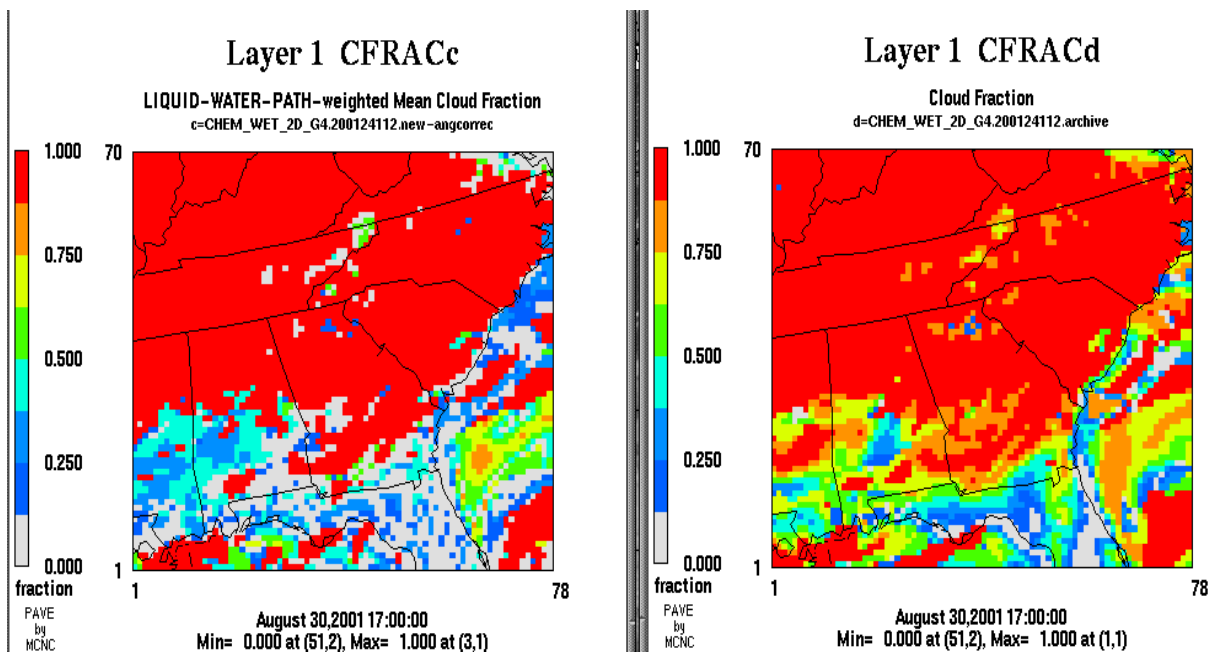 Layer 1 CFRACc
LIQUID-WATER-PATH-weighted Mean Cloud Fraction
c=CHEM_WET_2D_G4.200124112.new-angcorrec
1.000
0.750
0.500
0.250
0.000
fraction
PAVE
by
MCNC
70
1
1
78
August 30,2001 17:00:00
Min= 0.000 at (51,2), Max= 1.000 at (3,1)
Layer 1 CFRACd
Cloud Fraction
d=CHEM_WET_2D_G4.200124112.archive
1.000
0.750
0.500
0.250
0.000
fraction
PAVE
by
MCNC
70
1
1
78
August 30,2001 17:00:00
Min= 0.000 at (51,2), Max= 1.000 at (1,1)